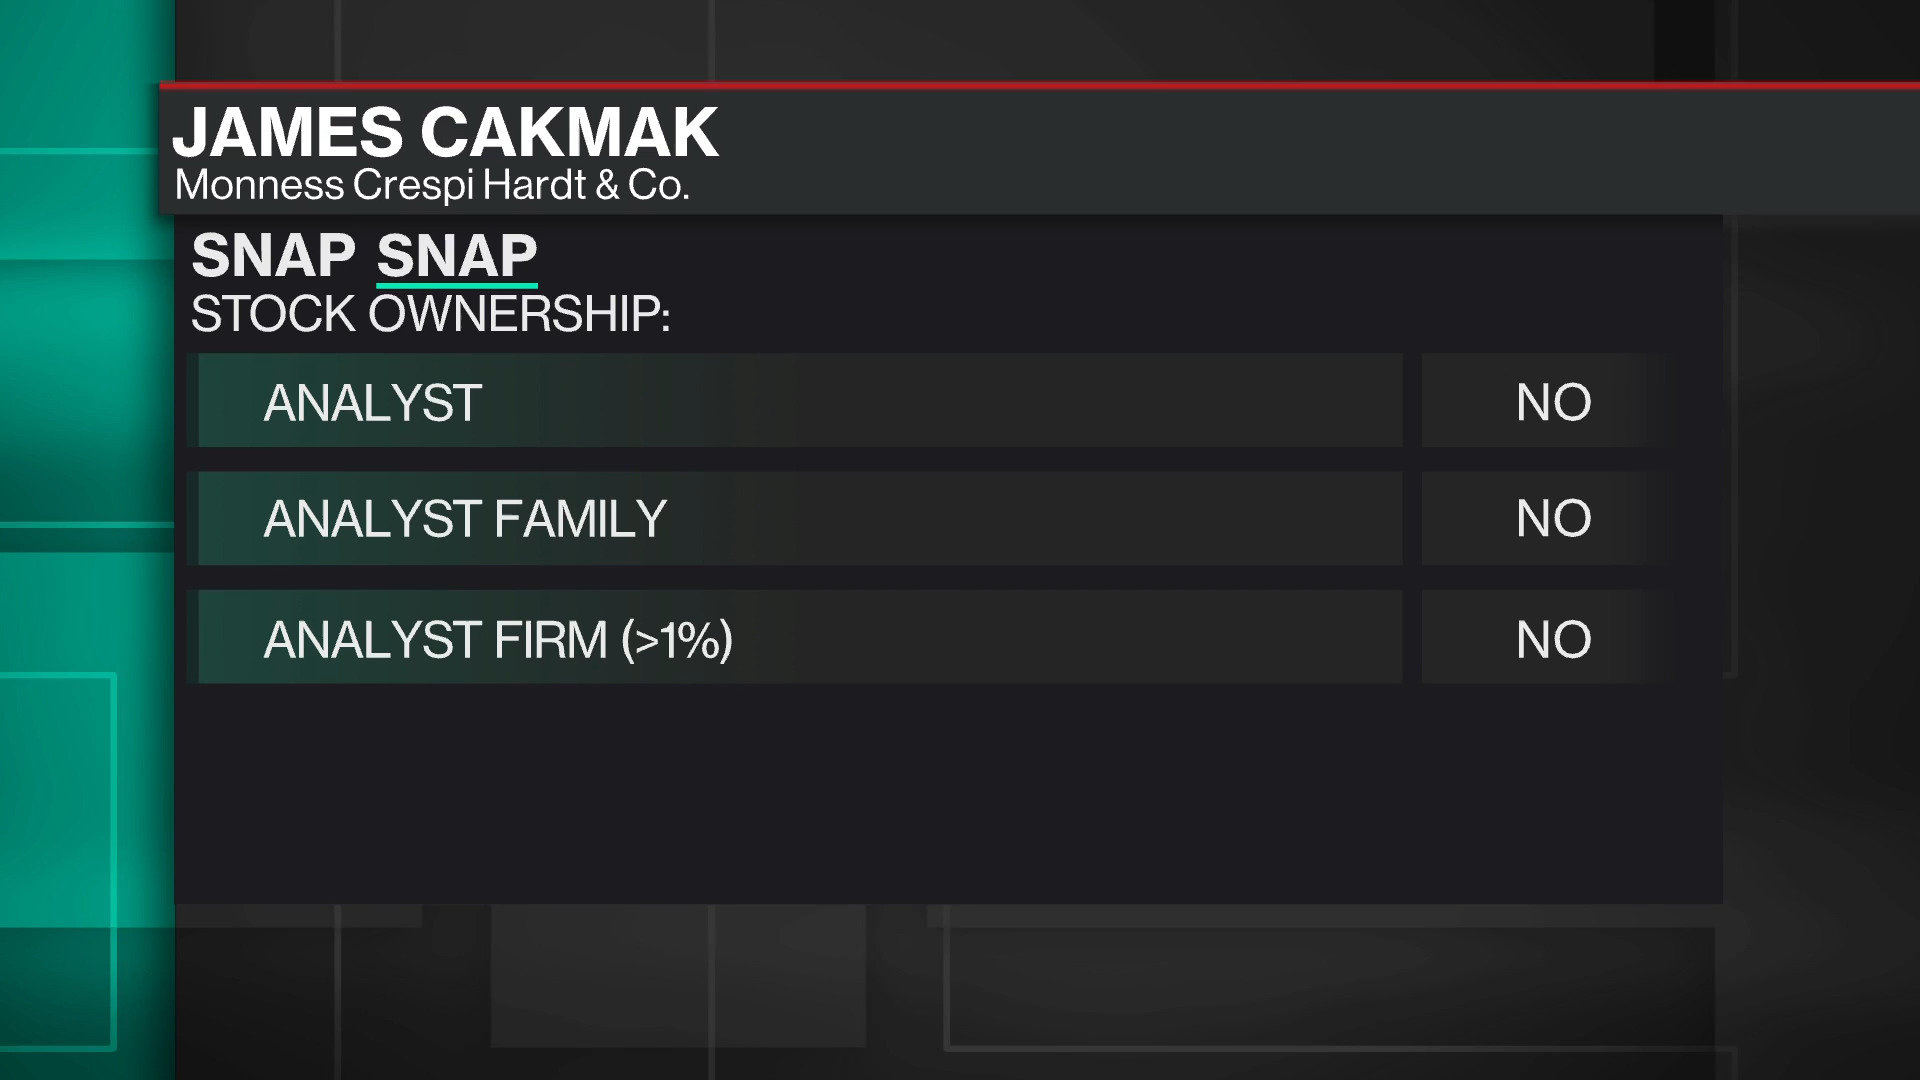 JAMES CAKMAK
Monness Crespi Hardt & Co.
SNAP SNAP
STOCK OWNERSHIP:
ANALYST NO
ANALYST FAMILY NO
ANALYST FIRM (>1%) NO